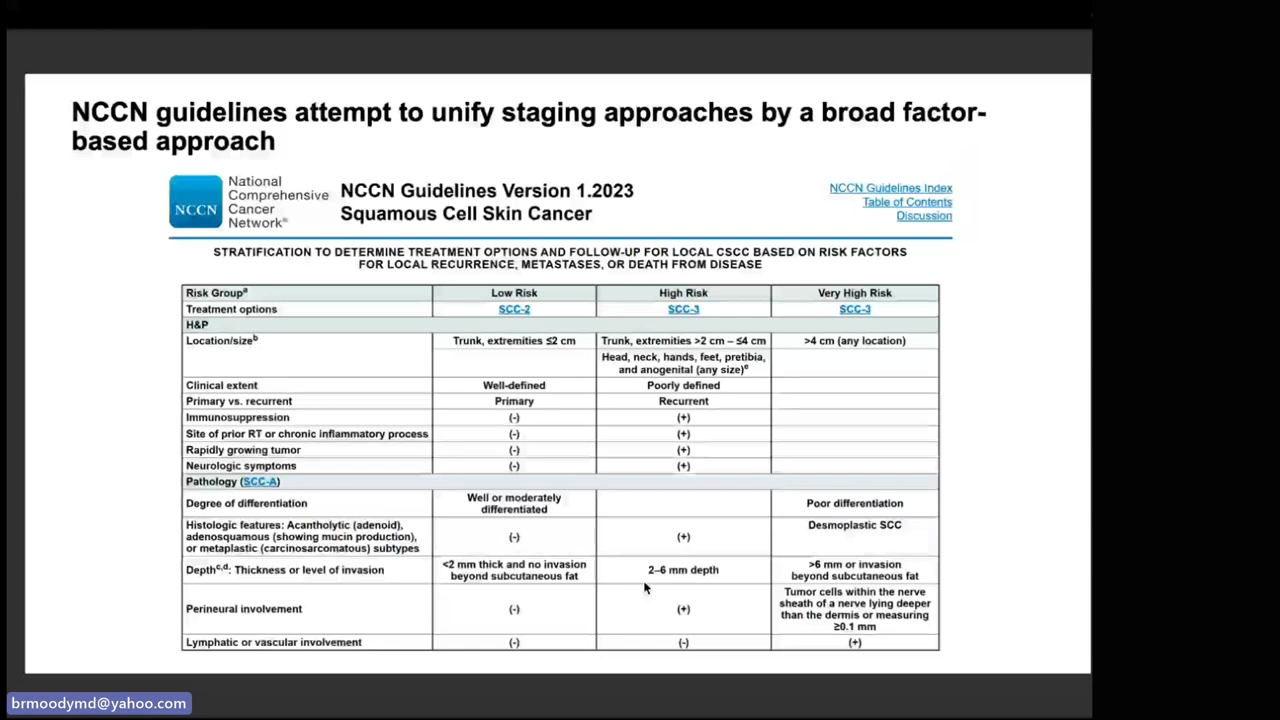 NCCN guidelines attempt to unify staging approaches by a broad factor-
based approach
NCCN
National
Comprehensive
Cancer
Network®
NCCN Guidelines Version 1.2023
Squamous Cell Skin Cancer
NCCN Guidelines Index
Table of Contents
Discussion
STRATIFICATION TO DETERMINE TREATMENT OPTIONS AND FOLLOW-UP FOR LOCAL CSCC BASED ON RISK FACTORS
FOR LOCAL RECURRENCE, METASTASES, OR DEATH FROM DISEASE
Risk Groupᵃ Low Risk High Risk Very High Risk
Treatment options SCC-2 SCC-3 SCC-3
H&P
Location/sizeᵇ Trunk, extremities ≤2 cm Trunk, extremities >2 cm – ≤4 cm >4 cm (any location)
Head, neck, hands, feet, pretibia,
and anogenital (any size)ᵉ
Clinical extent Well-defined Poorly defined
Primary vs. recurrent Primary Recurrent
Immunosuppression (-) (+)
Site of prior RT or chronic inflammatory process (-) (+)
Rapidly growing tumor (-) (+)
Neurologic symptoms (-) (+)
Pathology (SCC-A)
Degree of differentiation Well or moderately
differentiated Poor differentiation
Histologic features: Acantholytic (adenoid),
adenosquamous (showing mucin production),
or metaplastic (carcinosarcomatous) subtypes (-) (+) Desmoplastic SCC
Depthᶜ,ᵈ: Thickness or level of invasion <2 mm thick and no invasion
beyond subcutaneous fat 2–6 mm depth >6 mm or invasion
beyond subcutaneous fat
Perineural involvement (-) (+) Tumor cells within the nerve
sheath of a nerve lying deeper
than the dermis or measuring
≥0.1 mm
Lymphatic or vascular involvement (-) (-) (+)
brmoodymd@yahoo.com